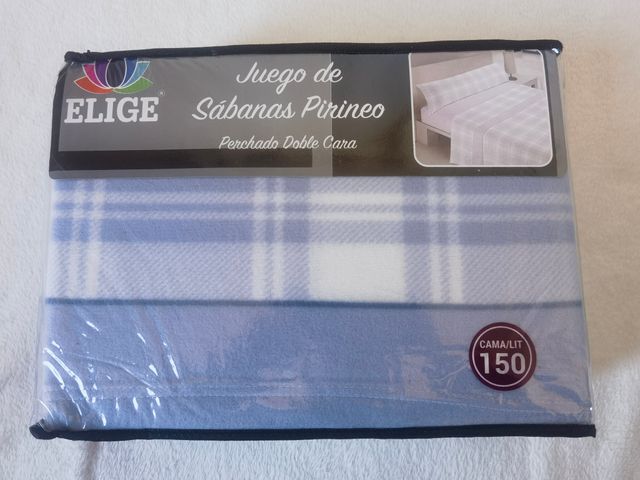 ELIGE®
Juego de
Sábanas Pirineo
Perchado Doble Cara
CAMA/LIT
150